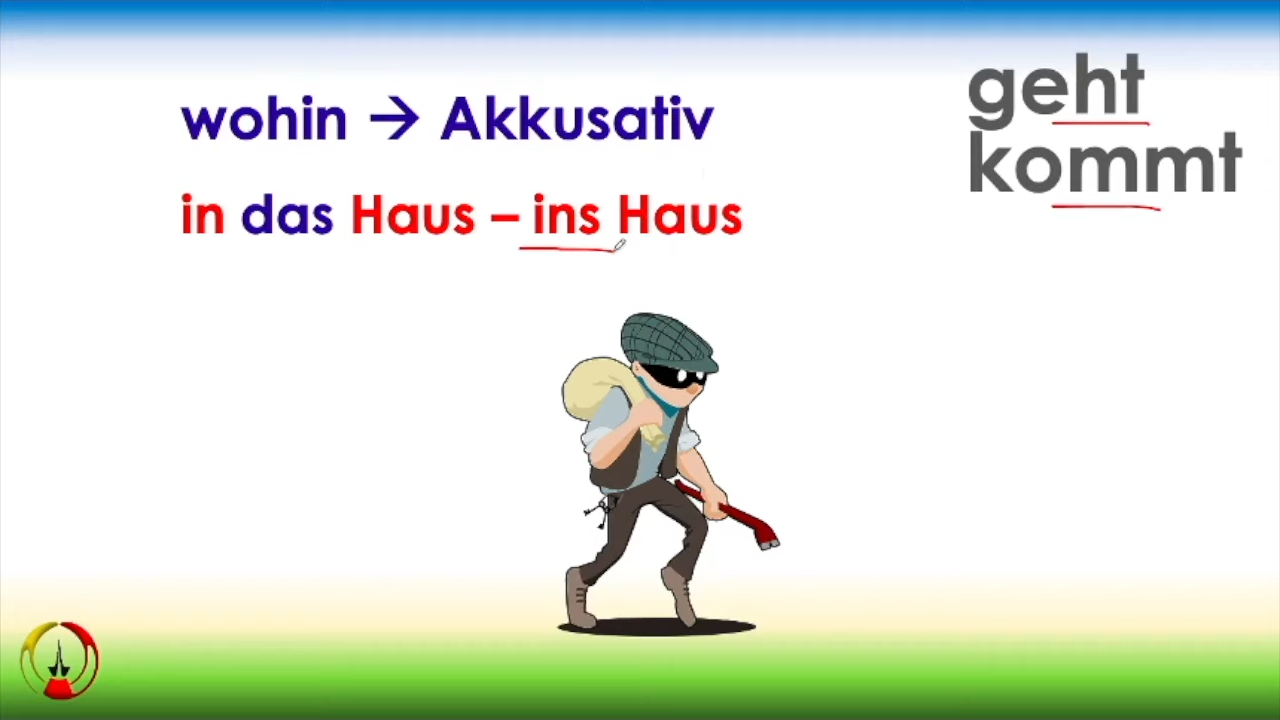 wohin → Akkusativ
in das Haus – ins Haus
geht
kommt